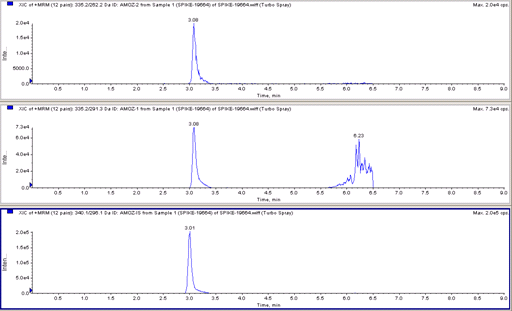 XIC of +MRM (12 pairs): 335.2/262.2 Da ID: AMOZ-2 from Sample 1 (SPIKE-19664) of SPIKE-19664.wiff (Turbo Spray) Max. 2.0e4 cps
3.08
2.0e4
1.5e4
1.0e4
5000.0
0.0
Inte...
0.5 1.0 1.5 2.0 2.5 3.0 3.5 4.0 4.5 5.0 5.5 6.0 6.5 7.0 7.5 8.0 8.5 9.0
Time, min
XIC of +MRM (12 pairs): 335.2/291.3 Da ID: AMOZ-1 from Sample 1 (SPIKE-19664) of SPIKE-19664.wiff (Turbo Spray) Max. 7.3e4 cps
3.08
7.3e4
6.0e4
4.0e4
2.0e4
0.0
Inte...
6.23
0.5 1.0 1.5 2.0 2.5 3.0 3.5 4.0 4.5 5.0 5.5 6.0 6.5 7.0 7.5 8.0 8.5 9.0
Time, min
XIC of +MRM (12 pairs): 340.1/296.1 Da ID: AMOZ-IS from Sample 1 (SPIKE-19664) of SPIKE-19664.wiff (Turbo Spray) Max. 2.0e5 cps
3.01
2.0e5
1.5e5
1.0e5
5.0e4
0.0
Inten...
0.5 1.0 1.5 2.0 2.5 3.0 3.5 4.0 4.5 5.0 5.5 6.0 6.5 7.0 7.5 8.0 8.5 9.0
Time, min